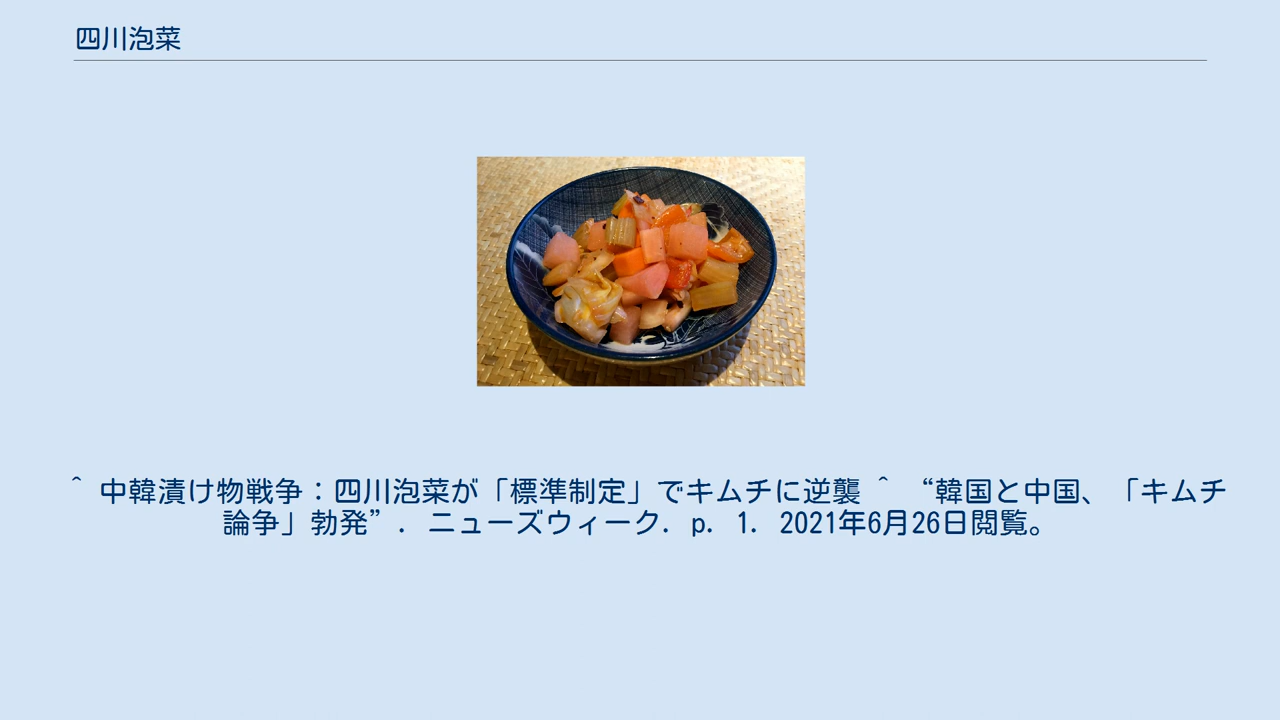 四川泡菜
^ 中韓漬け物戦争：四川泡菜が「標準制定」でキムチに逆襲 ^ “韓国と中国、「キムチ
論争」勃発”. ニューズウィーク. p. 1. 2021年6月26日閲覧。